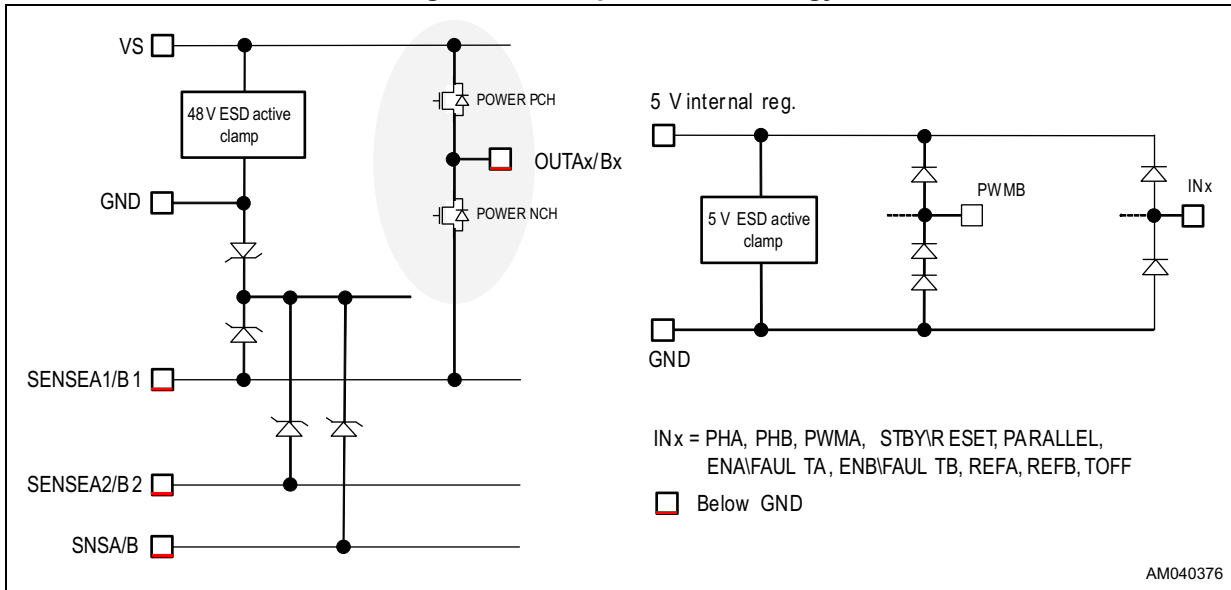 VS
48 V ESD active
clamp
POWER PCH
OUTAx/Bx
GND
POWER NCH
SENSEA1/B1
SENSEA2/B2
SNSA/B
5 V internal reg.
PWMB
INx
5 V ESD active
clamp
GND
INx = PHA, PHB, PWMA, STBY\RESET, PARALLEL,
ENA\FAULTA, ENB\FAULTB, REFA, REFB, TOFF
Below GND
AM040376